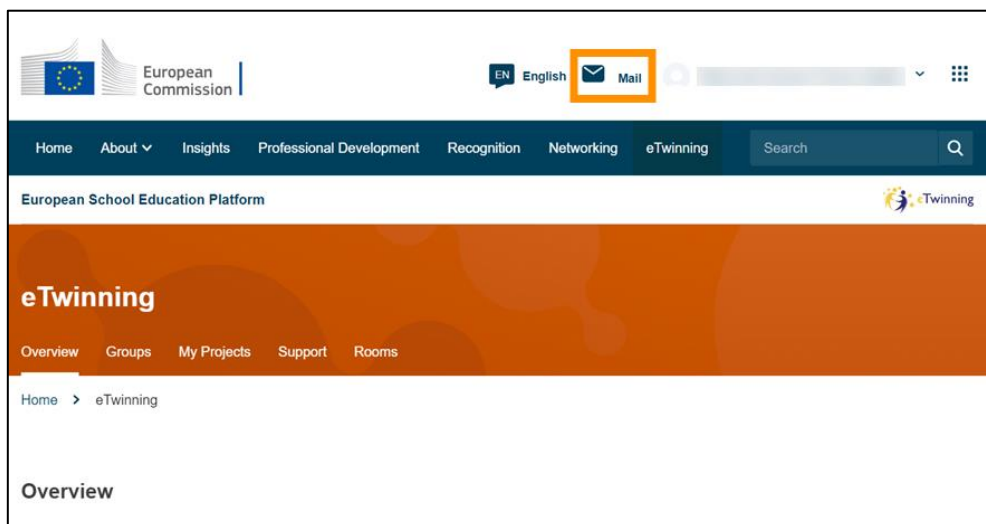 European
Commission
EN English Mail
Home About Insights Professional Development Recognition Networking eTwinning Search
European School Education Platform
eTwinning
eTwinning
Overview Groups My Projects Support Rooms
Home > eTwinning
Overview